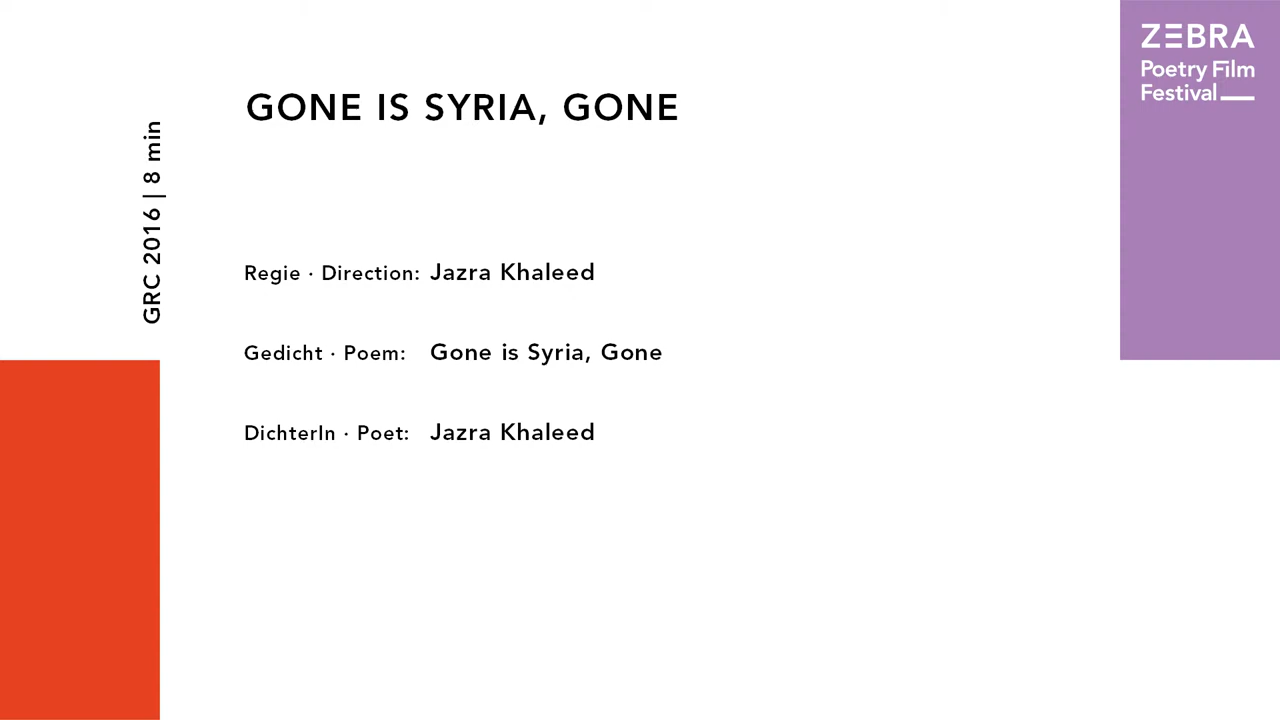 ZEBRA
Poetry Film
Festival
GONE IS SYRIA, GONE
GRC 2016 | 8 min
Regie · Direction: Jazra Khaleed
Gedicht · Poem: Gone is Syria, Gone
DichterIn · Poet: Jazra Khaleed